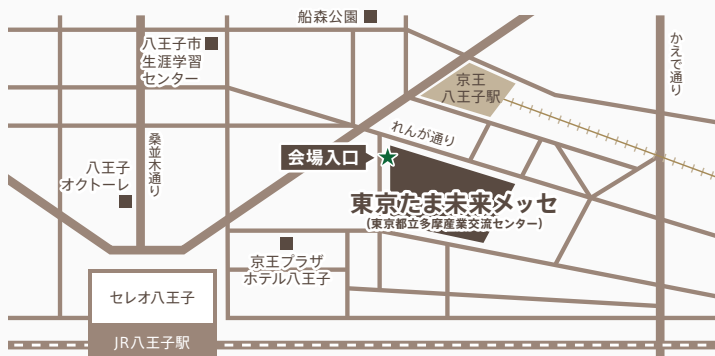 船森公園
八王子市
生涯学習
センター
かえで通り
京王
八王子駅
れんが通り
桑並木通り
会場入口
八王子
オクトーレ
東京たま未来メッセ
(東京都立多摩産業交流センター)
京王プラザ
ホテル八王子
セレオ八王子
JR八王子駅